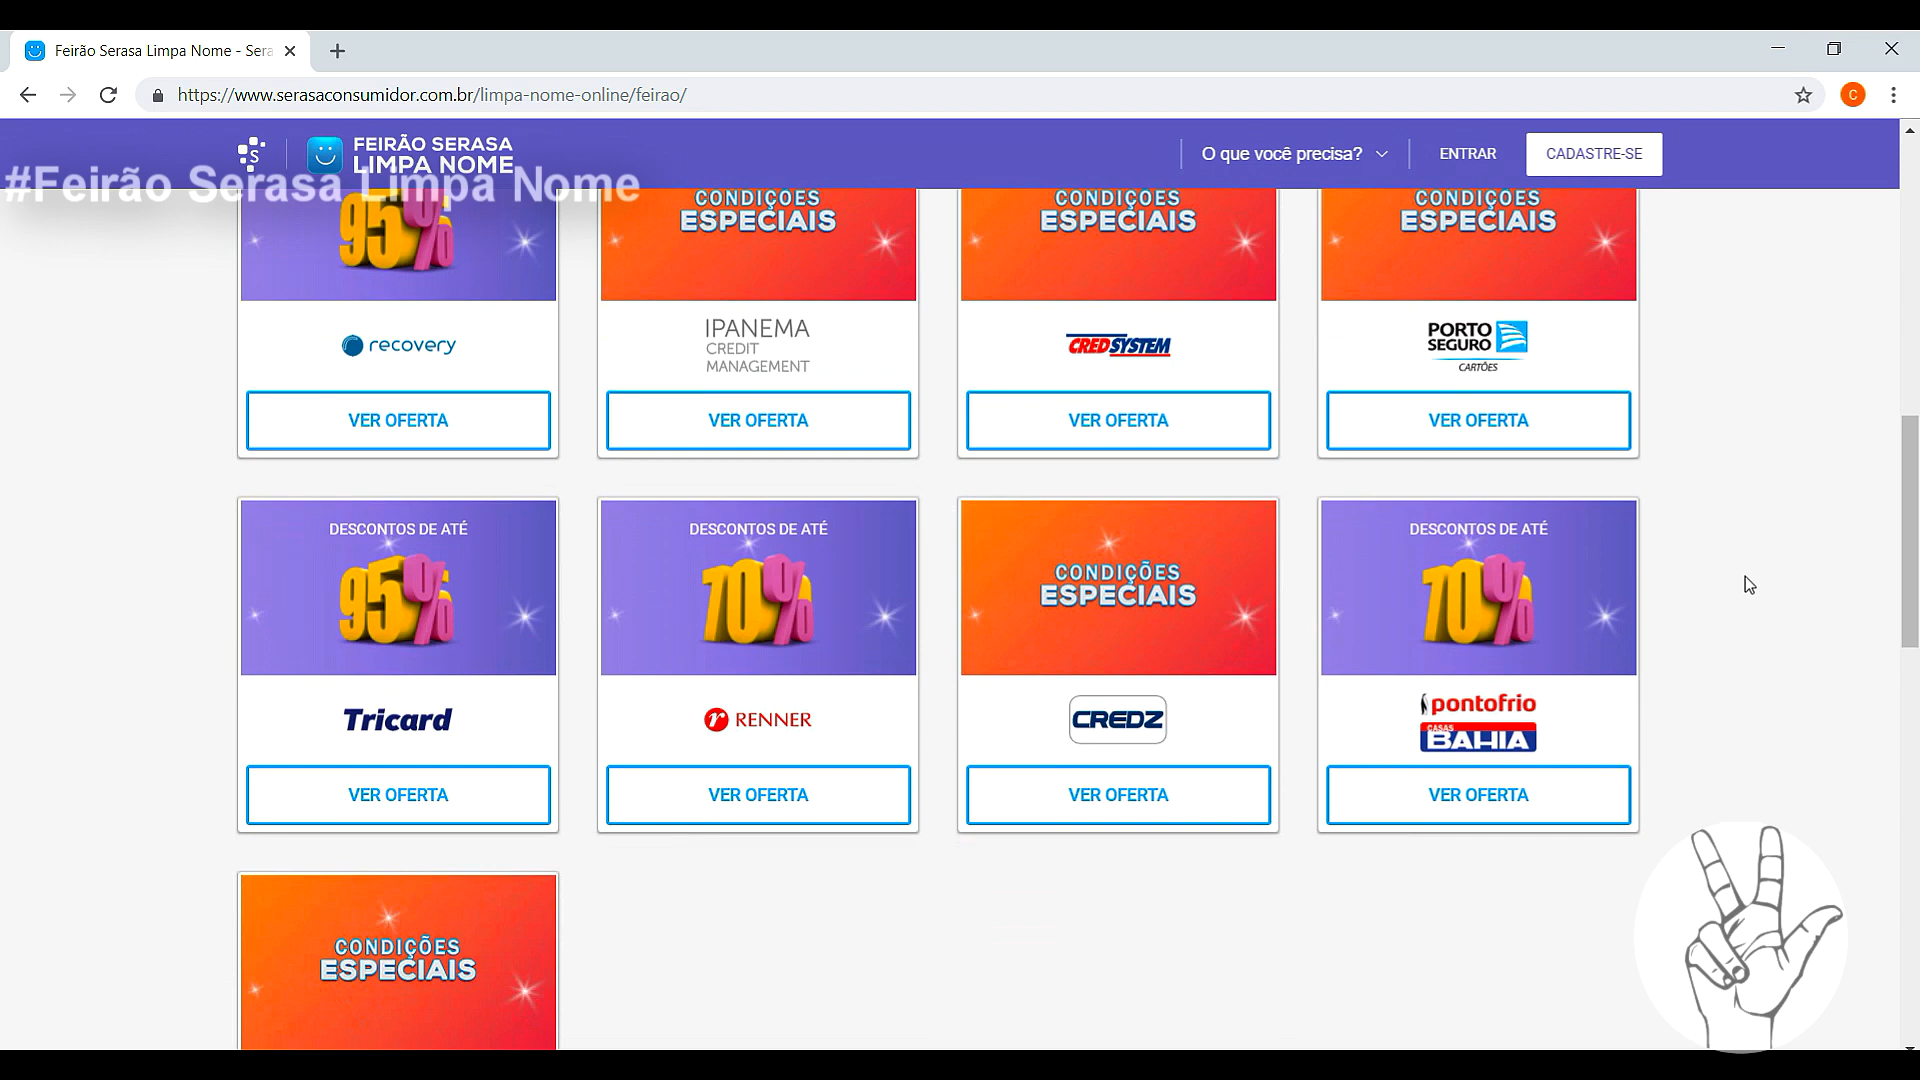 Feirão Serasa Limpa Nome - Sera
https://www.serasaconsumidor.com.br/limpa-nome-online/feirao/
C
S
FEIRÃO SERASA
LIMPA NOME
O que você precisa?
ENTRAR
CADASTRE-SE
#Feirão Serasa Limpa Nome
95%
CONDIÇÕES
ESPECIAIS
CONDIÇÕES
ESPECIAIS
CONDIÇÕES
ESPECIAIS
recovery
IPANEMA
CREDIT
MANAGEMENT
CREDSYSTEM
PORTO
SEGURO
CARTÕES
VER OFERTA
VER OFERTA
VER OFERTA
VER OFERTA
DESCONTOS DE ATÉ
95%
DESCONTOS DE ATÉ
70%
CONDIÇÕES
ESPECIAIS
DESCONTOS DE ATÉ
70%
Tricard
r RENNER
CREDZ
pontofrio
CASAS
BAHIA
VER OFERTA
VER OFERTA
VER OFERTA
VER OFERTA
CONDIÇÕES
ESPECIAIS